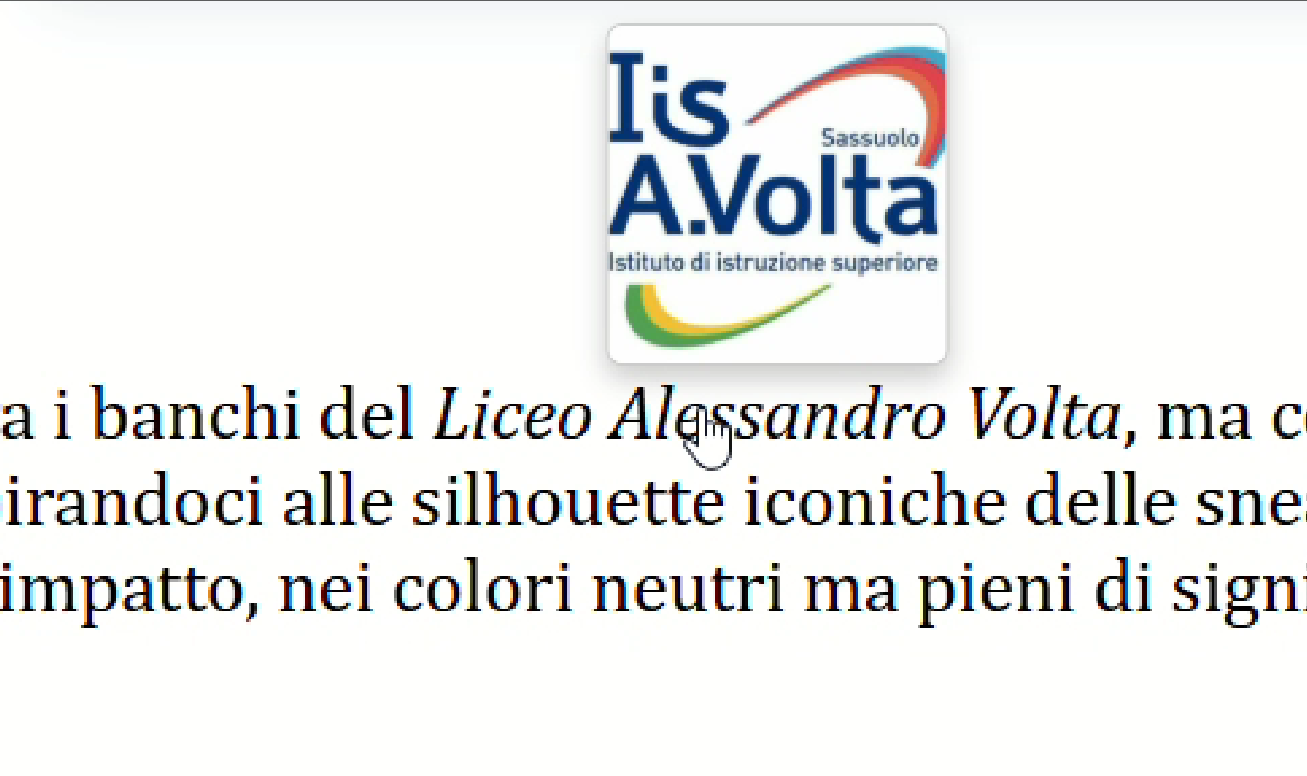 Iis
Sassuolo
A.Volta
Istituto di istruzione superiore
a i banchi del Liceo Alessandro Volta, ma c
irandoci alle silhouette iconiche delle sne
impatto, nei colori neutri ma pieni di signi